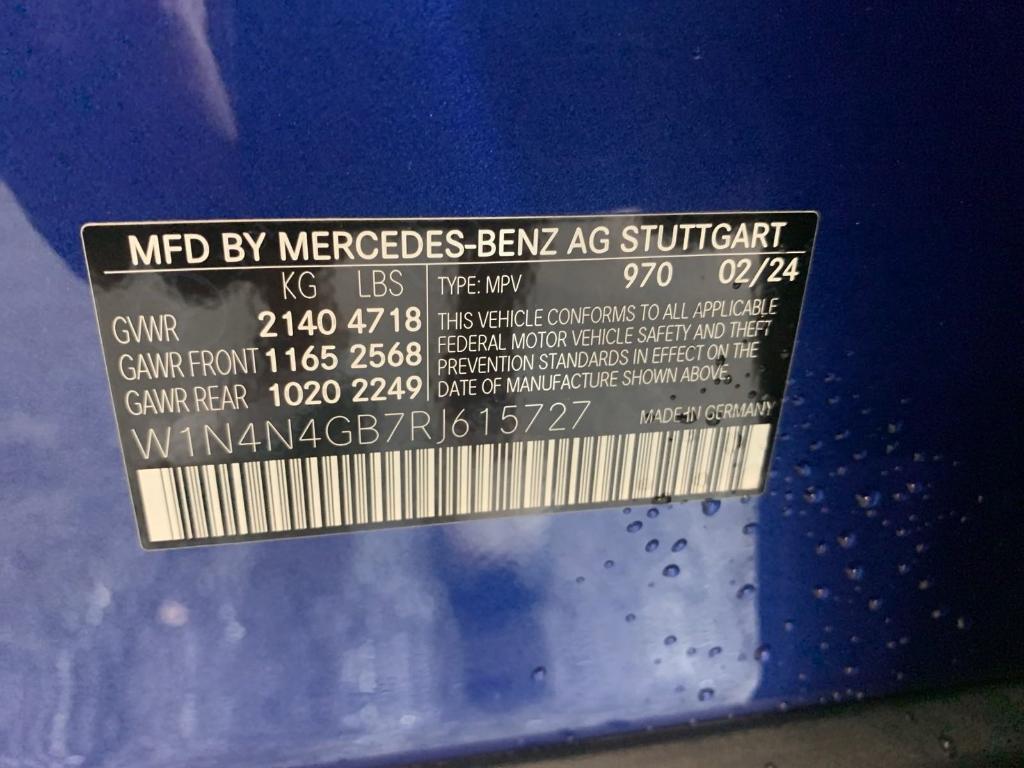 MFD BY MERCEDES-BENZ AG STUTTGART
KG LBS
GVWR 2140 4718
GAWR FRONT 1165 2568
GAWR REAR 1020 2249
TYPE: MPV 970 02/24
THIS VEHICLE CONFORMS TO ALL APPLICABLE
FEDERAL MOTOR VEHICLE SAFETY AND THEFT
PREVENTION STANDARDS IN EFFECT ON THE
DATE OF MANUFACTURE SHOWN ABOVE.
W1N4N4GB7RJ615727
MADE IN GERMANY